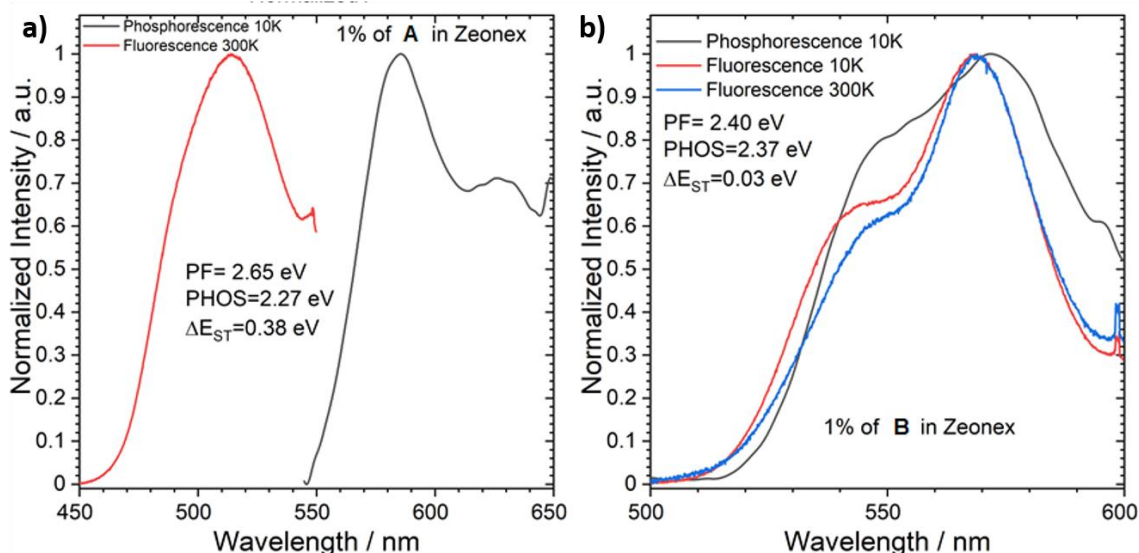 a)
Phosphorescence 10K
Fluorescence 300K
1% of A in Zeonex
PF= 2.65 eV
PHOS=2.27 eV
ΔE_ST=0.38 eV
Normalized Intensity / a.u.
1
0.9
0.8
0.7
0.6
0.5
0.4
0.3
0.2
0.1
0
450
500
550
600
650
Wavelength / nm
b)
Phosphorescence 10K
Fluorescence 10K
Fluorescence 300K
PF= 2.40 eV
PHOS=2.37 eV
ΔE_ST=0.03 eV
1% of B in Zeonex
Normalized Intensity / a.u.
1
0.9
0.8
0.7
0.6
0.5
0.4
0.3
0.2
0.1
0
500
550
600
Wavelength / nm